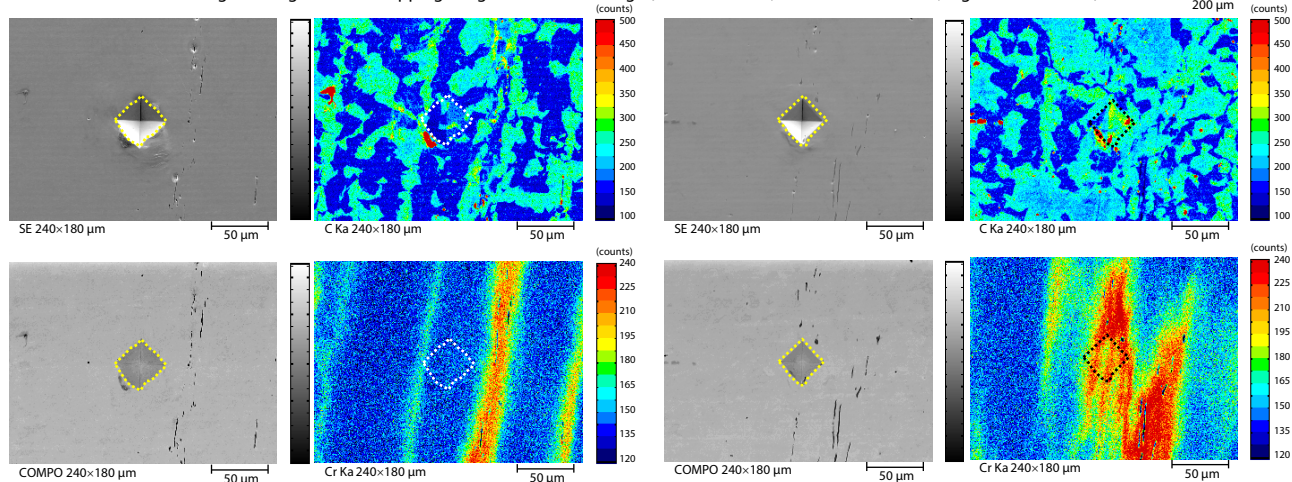 200 µm
(counts)
500
450
400
350
300
250
200
150
100
(counts)
500
450
400
350
300
250
200
150
100
SE 240×180 µm
50 µm
C Ka 240×180 µm
50 µm
SE 240×180 µm
50 µm
C Ka 240×180 µm
50 µm
(counts)
240
225
210
195
180
165
150
135
120
(counts)
240
225
210
195
180
165
150
135
120
COMPO 240×180 µm
50 µm
Cr Ka 240×180 µm
50 µm
COMPO 240×180 µm
50 µm
Cr Ka 240×180 µm
50 µm